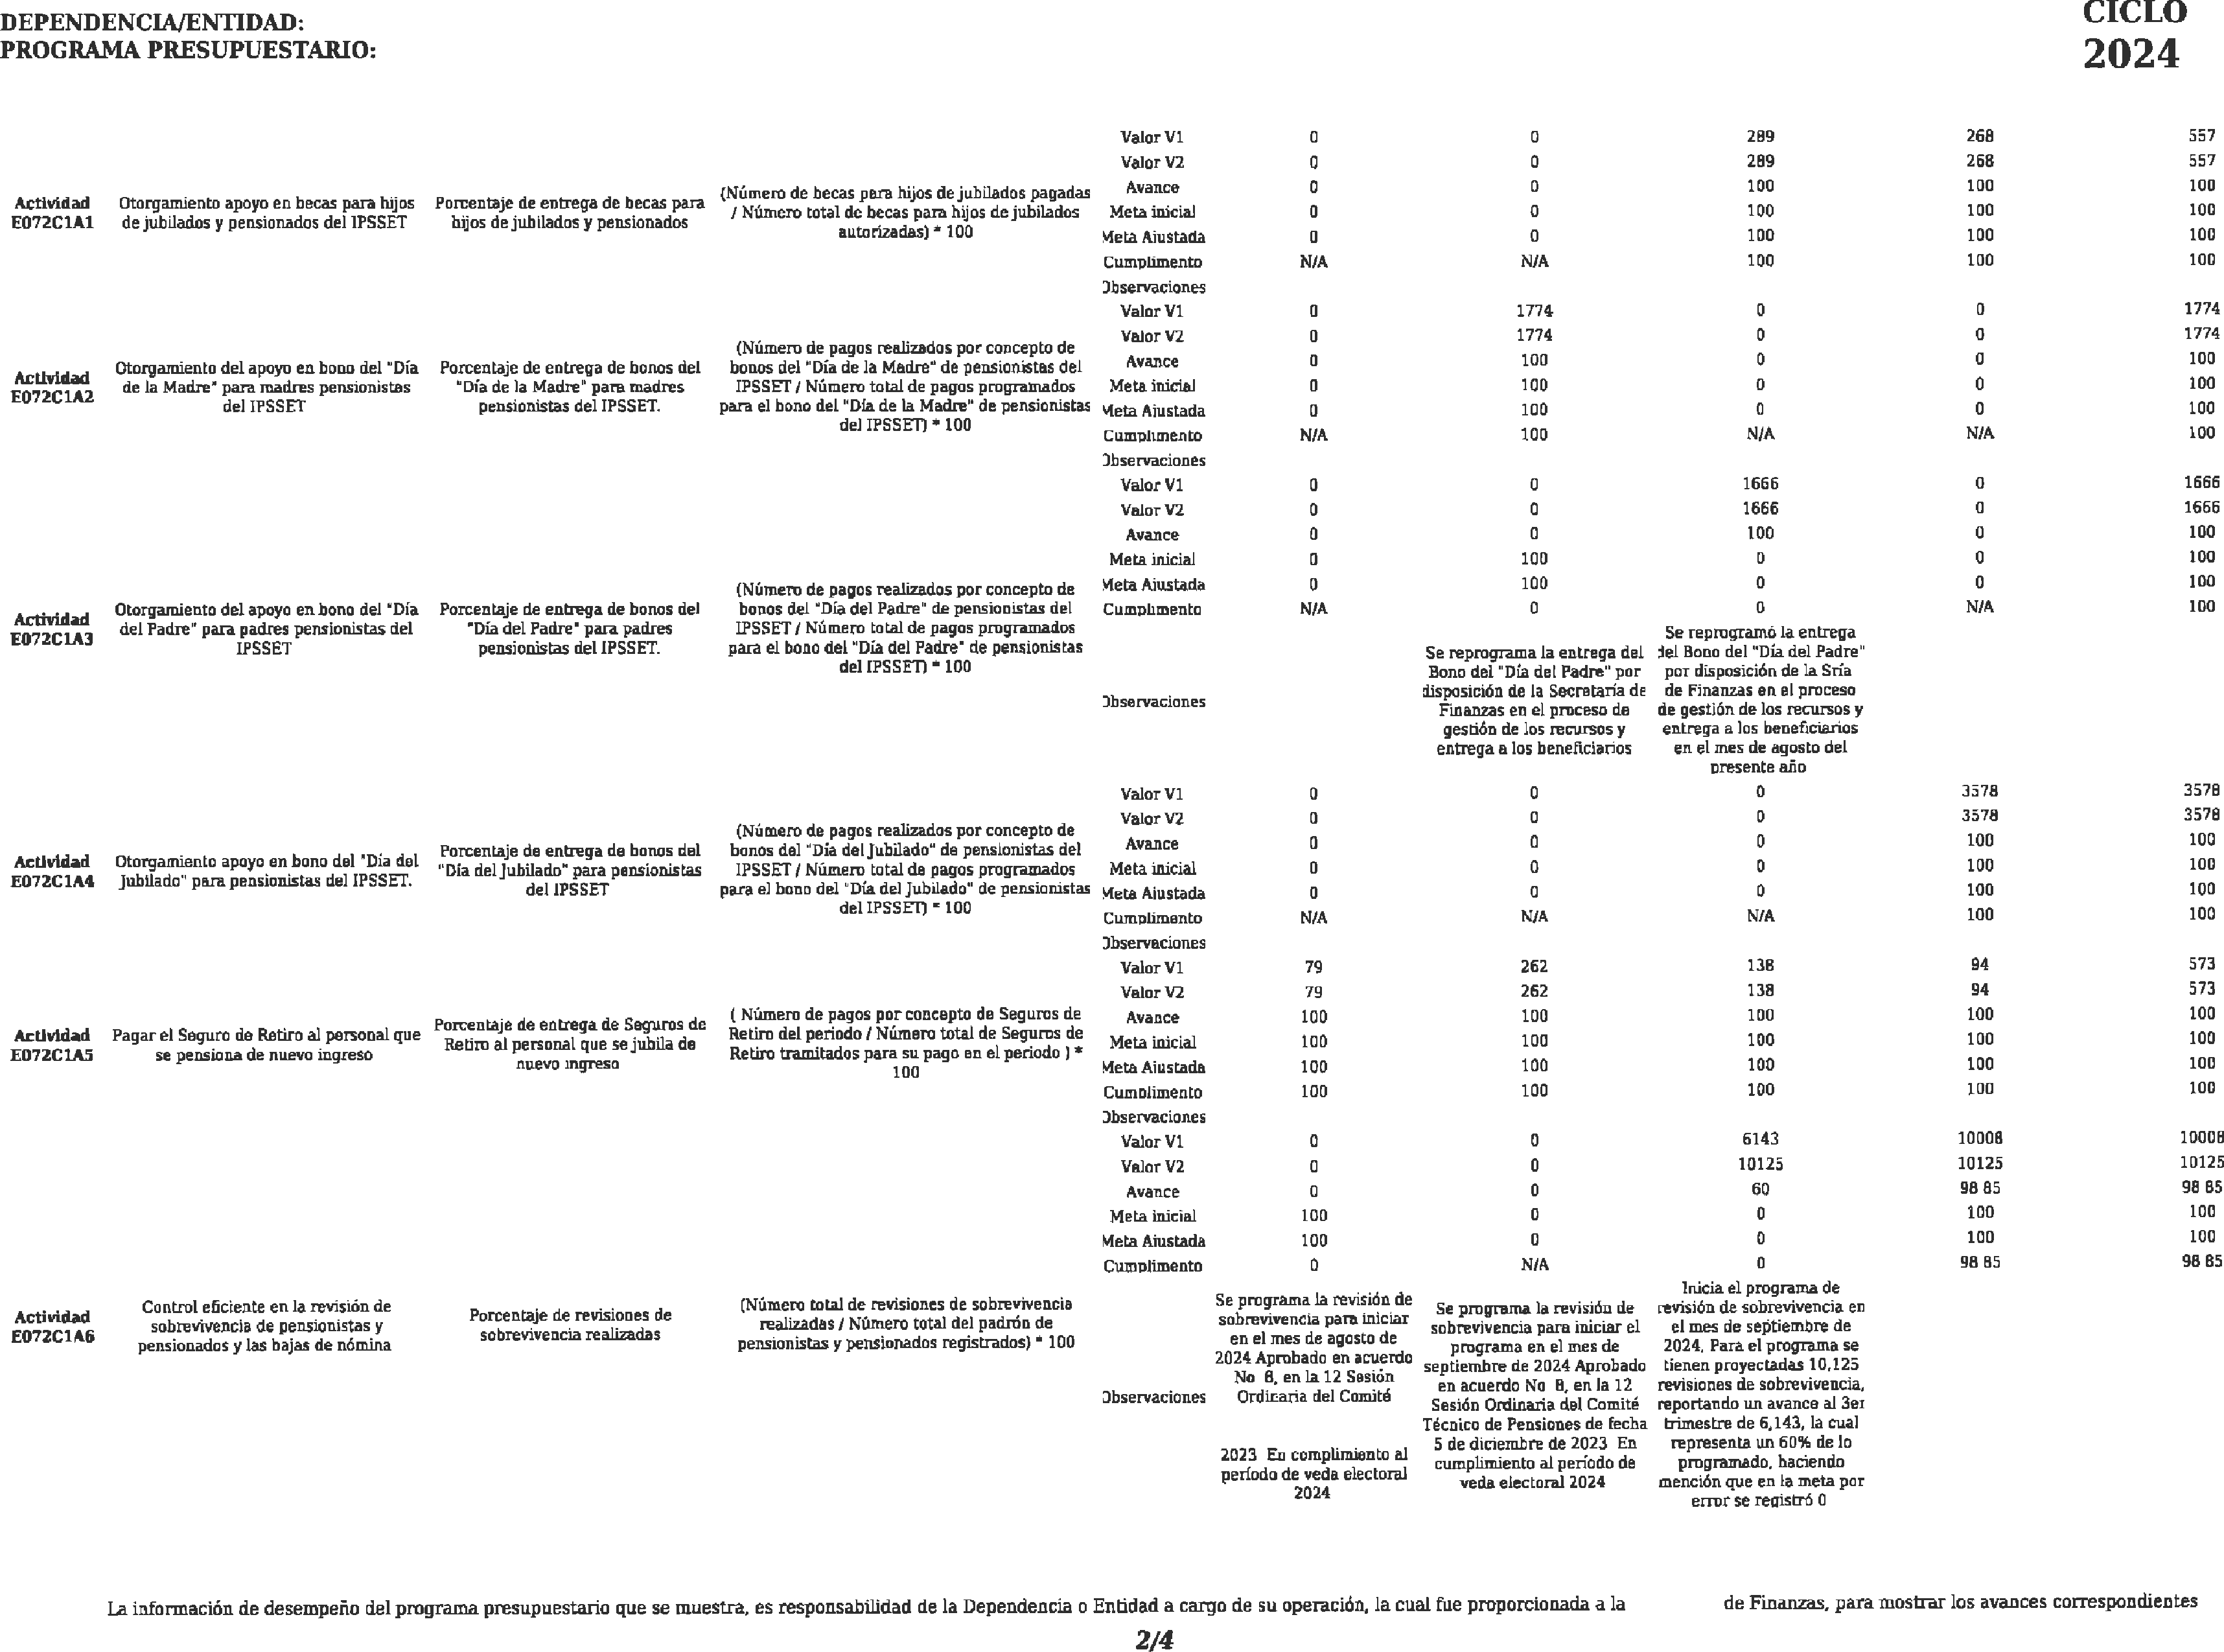 DEPENDENCIA/ENTIDAD:
PROGRAMA PRESUPUESTARIO:
CICLO
2024
Valor V1 0 0 289 268 557
Valor V2 0 0 289 268 557
Avance 0 0 100 100 100
Meta inicial 0 0 100 100 100
Meta Aiustada 0 0 100 100 100
Cumplimento N/A N/A 100 100 100
Observaciones
Actividad
E072C1A1
Otorgamiento apoyo en becas para hijos
de jubilados y pensionados del IPSSET
Porcentaje de entrega de becas para
hijos de jubilados y pensionados
(Número de becas para hijos de jubilados pagadas
/ Número total de becas para hijos de jubilados
autorizadas) * 100
Valor V1 0 1774 0 0 1774
Valor V2 0 1774 0 0 1774
Avance 0 100 0 0 100
Meta inicial 0 100 0 0 100
Meta Aiustada 0 100 0 0 100
Cumplimento N/A 100 N/A N/A 100
Observaciones
Actividad
E072C1A2
Otorgamiento del apoyo en bono del "Día
de la Madre" para madres pensionistas
del IPSSET
Porcentaje de entrega de bonos del
"Día de la Madre" para madres
pensionistas del IPSSET.
(Número de pagos realizados por concepto de
bonos del "Día de la Madre" de pensionistas del
IPSSET / Número total de pagos programados
para el bono del "Día de la Madre" de pensionistas
del IPSSET) * 100
Valor V1 0 0 1666 0 1666
Valor V2 0 0 1666 0 1666
Avance 0 0 100 0 100
Meta inicial 0 100 0 0 100
Meta Aiustada 0 100 0 0 100
Cumplimento N/A 0 0 N/A 100
Actividad
E072C1A3
Otorgamiento del apoyo en bono del "Día
del Padre" para padres pensionistas del
IPSSET
Porcentaje de entrega de bonos del
"Día del Padre" para padres
pensionistas del IPSSET.
(Número de pagos realizados por concepto de
bonos del "Día del Padre" de pensionistas del
IPSSET / Número total de pagos programados
para el bono del "Día del Padre" de pensionistas
del IPSSET) * 100
Observaciones
Se reprograma la entrega del
Bono del "Día del Padre" por
disposición de la Secretaría de
Finanzas en el proceso de
gestión de los recursos y
entrega a los beneficiarios
Se reprogramó la entrega
del Bono del "Día del Padre"
por disposición de la Sría
de Finanzas en el proceso
de gestión de los recursos y
entrega a los beneficiarios
en el mes de agosto del
presente año
Valor V1 0 0 0 3578 3578
Valor V2 0 0 0 3578 3578
Avance 0 0 0 100 100
Meta inicial 0 0 0 100 100
Meta Aiustada 0 0 0 100 100
Cumplimento N/A N/A N/A 100 100
Observaciones
Actividad
E072C1A4
Otorgamiento apoyo en bono del "Día del
Jubilado" para pensionistas del IPSSET.
Porcentaje de entrega de bonos del
"Día del Jubilado" para pensionistas
del IPSSET
(Número de pagos realizados por concepto de
bonos del "Día del Jubilado" de pensionistas del
IPSSET / Número total de pagos programados
para el bono del "Día del Jubilado" de pensionistas
del IPSSET) * 100
Valor V1 79 262 138 94 573
Valor V2 79 262 138 94 573
Avance 100 100 100 100 100
Meta inicial 100 100 100 100 100
Meta Aiustada 100 100 100 100 100
Cumplimento 100 100 100 100 100
Observaciones
Actividad
E072C1A5
Pagar el Seguro de Retiro al personal que
se pensiona de nuevo ingreso
Porcentaje de entrega de Seguros de
Retiro al personal que se jubila de
nuevo ingreso
( Número de pagos por concepto de Seguros de
Retiro del periodo / Número total de Seguros de
Retiro tramitados para su pago en el periodo ) *
100
Valor V1 0 0 6143 10008 10008
Valor V2 0 0 10125 10125 10125
Avance 0 0 60 98 85 98 85
Meta inicial 100 0 0 100 100
Meta Aiustada 100 0 0 100 100
Cumplimento 0 N/A 0 98 85 98 85
Actividad
E072C1A6
Control eficiente en la revisión de
sobrevivencia de pensionistas y
pensionados y las bajas de nómina
Porcentaje de revisiones de
sobrevivencia realizadas
(Número total de revisiones de sobrevivencia
realizadas / Número total del padrón de
pensionistas y pensionados registrados) * 100
Observaciones
Se programa la revisión de
sobrevivencia para iniciar
en el mes de agosto de
2024 Aprobado en acuerdo
No 8, en la 12 Sesión
Ordinaria del Comité
2023 En complimiento al
período de veda electoral
2024
Se programa la revisión de
sobrevivencia para iniciar el
programa en el mes de
septiembre de 2024 Aprobado
en acuerdo No 8, en la 12
Sesión Ordinaria del Comité
Técnico de Pensiones de fecha
5 de diciembre de 2023 En
cumplimiento al período de
veda electoral 2024
Inicia el programa de
revisión de sobrevivencia en
el mes de septiembre de
2024, Para el programa se
tienen proyectadas 10,125
revisiones de sobrevivencia,
reportando un avance al 3er
trimestre de 6,143, la cual
representa un 60% de lo
programado, haciendo
mención que en la meta por
error se registró 0
La información de desempeño del programa presupuestario que se muestra, es responsabilidad de la Dependencia o Entidad a cargo de su operación, la cual fue proporcionada a la de Finanzas, para mostrar los avances correspondientes
2/4